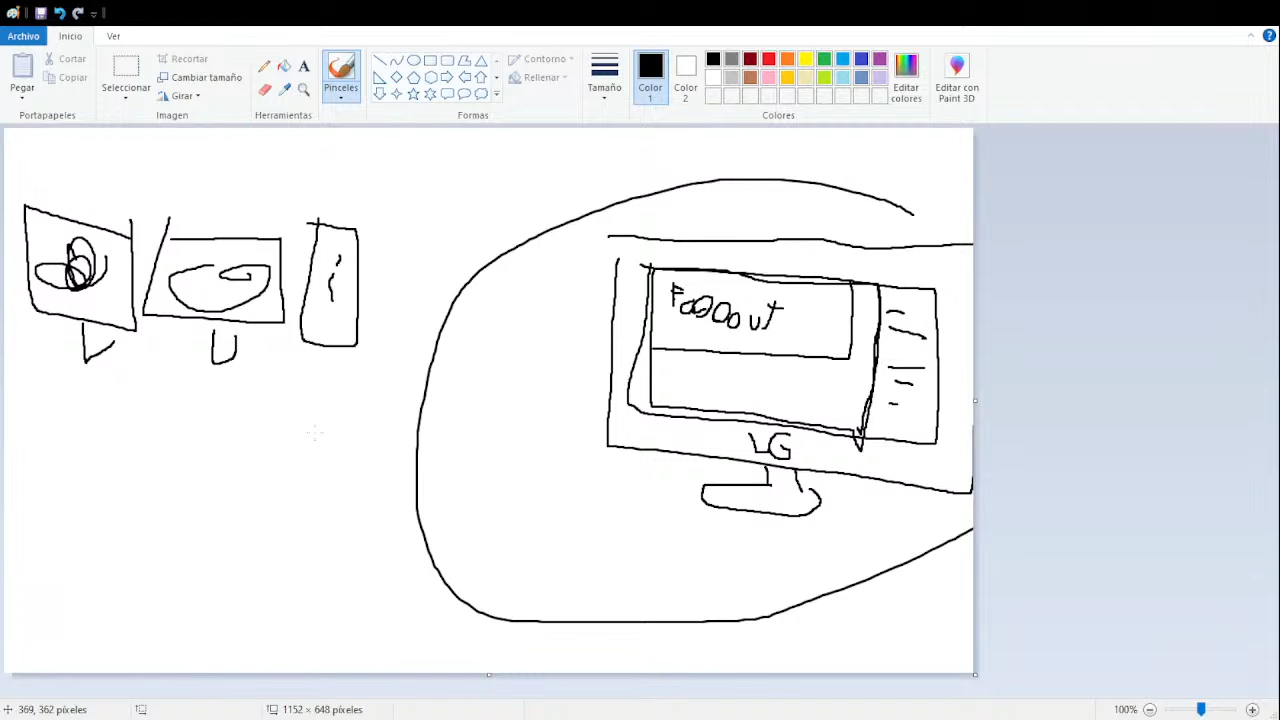 Archivo Inicio Ver
Pegar
Cortar
Copiar
Portapapeles
Seleccionar
Recortar
Cambiar tamaño
Girar
Imagen
A
Herramientas
Pinceles
Contorno
Rellenar
Formas
Tamaño
Color
1
Color
2
Editar
colores
Editar con
Paint 3D
Colores
LG
369, 362 píxeles
1152 × 648 píxeles
100%